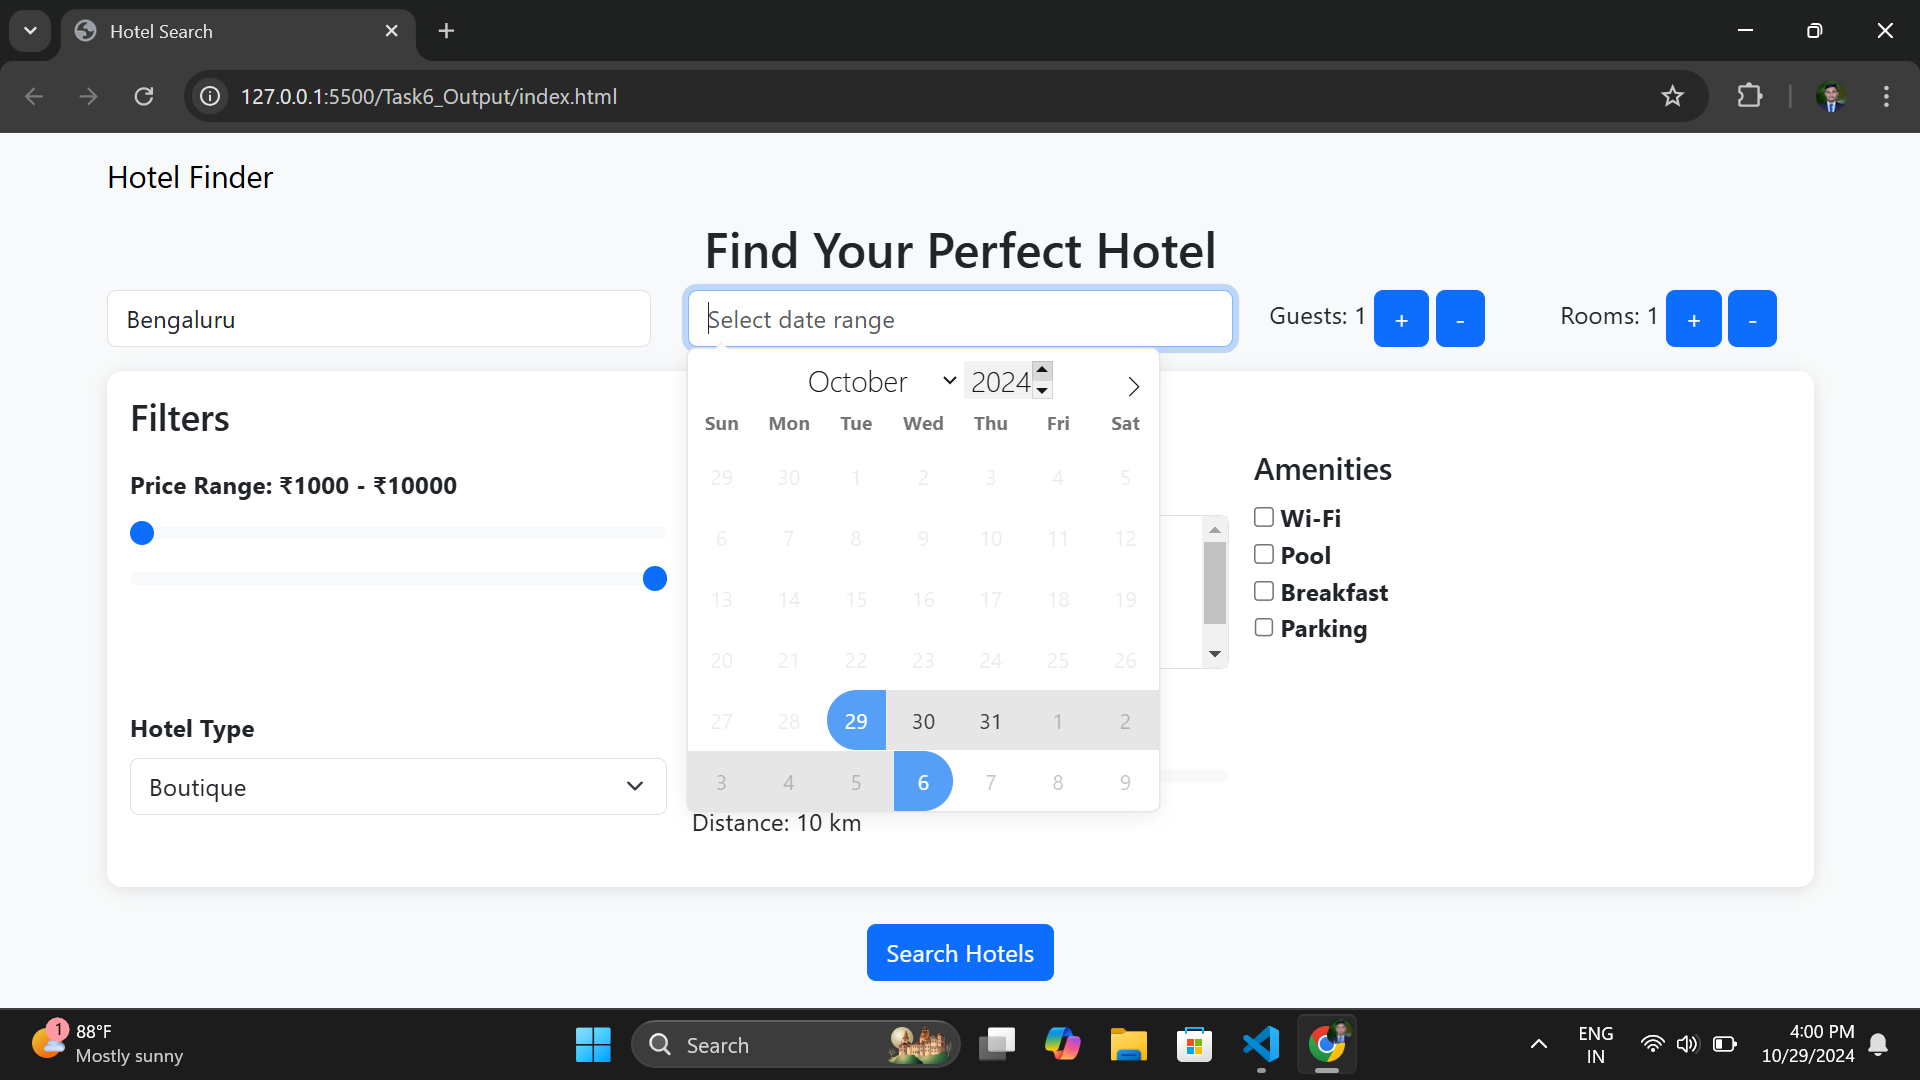 Hotel Search
127.0.0.1:5500/Task6_Output/index.html
Hotel Finder
Find Your Perfect Hotel
Bengaluru
Select date range
Guests: 1 + -
Rooms: 1 + -
October 2024
Sun Mon Tue Wed Thu Fri Sat
29 30 1 2 3 4 5
6 7 8 9 10 11 12
13 14 15 16 17 18 19
20 21 22 23 24 25 26
27 28 29 30 31 1 2
3 4 5 6 7 8 9
Filters
Price Range: ₹1000 - ₹10000
Hotel Type
Boutique
Distance: 10 km
Amenities
Wi-Fi
Pool
Breakfast
Parking
Search Hotels
1
88°F
Mostly sunny
Search
ENG
IN
4:00 PM
10/29/2024